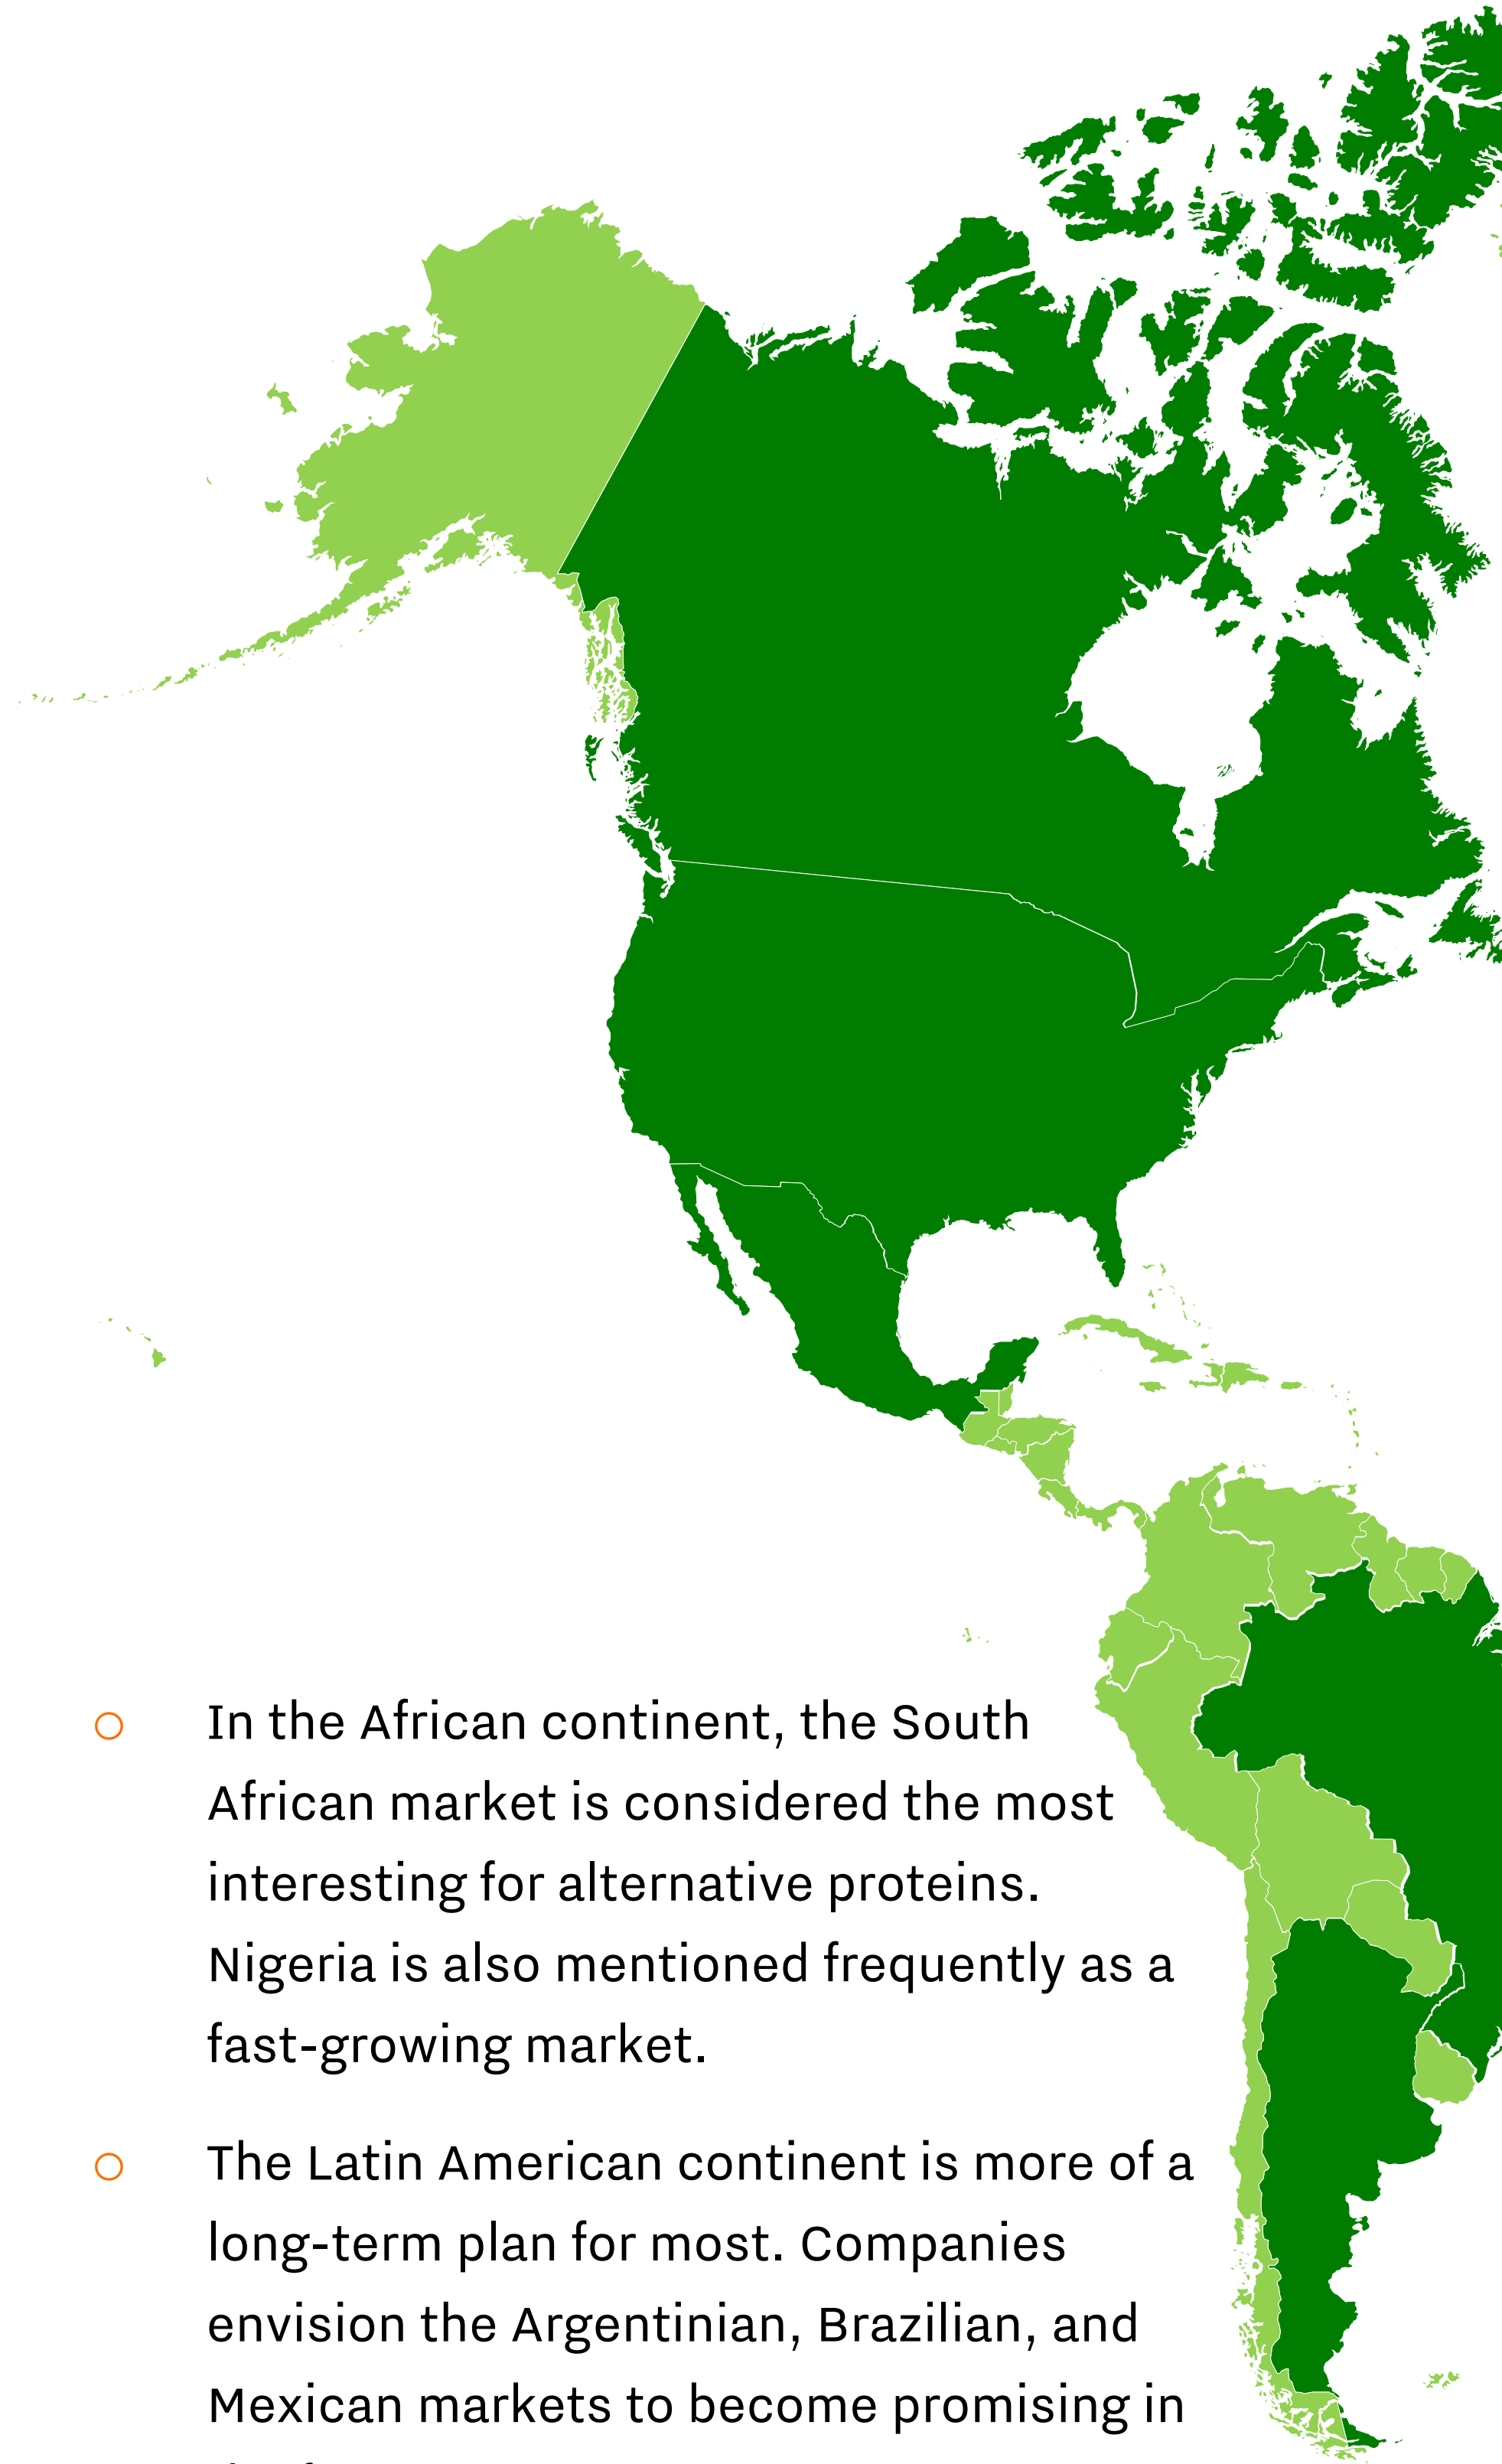 In the African continent, the South
African market is considered the most
interesting for alternative proteins.
Nigeria is also mentioned frequently as a
fast-growing market.
The Latin American continent is more of a
long-term plan for most. Companies
envision the Argentinian, Brazilian, and
Mexican markets to become promising in